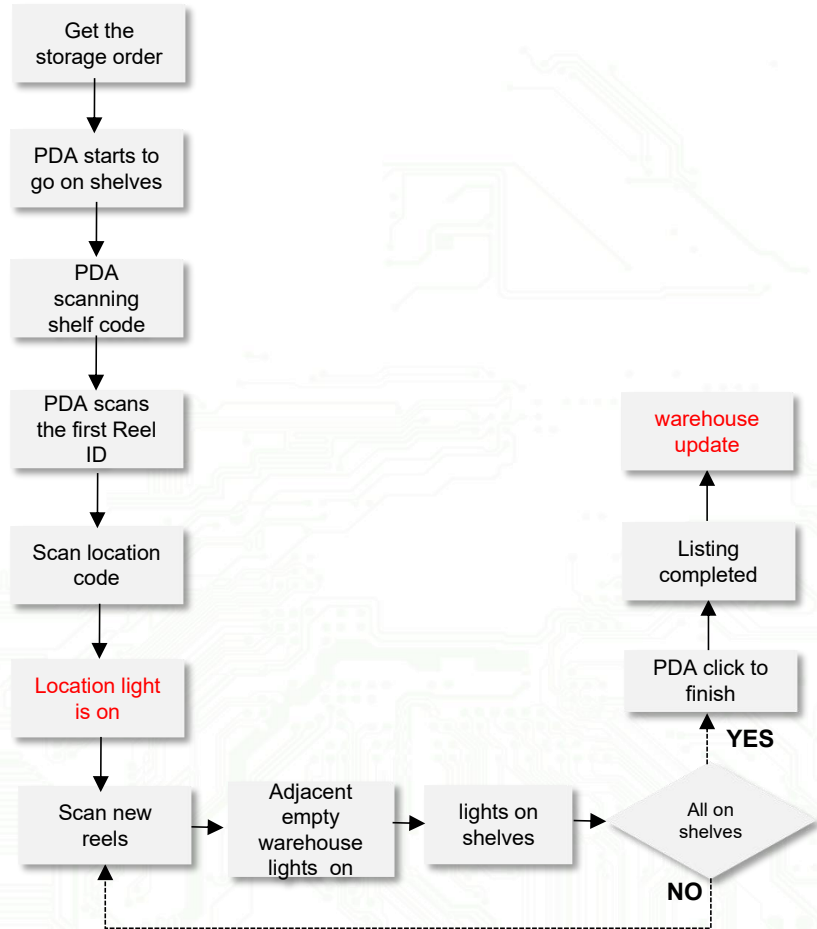 Get the
storage order
PDA starts to
go on shelves
PDA
scanning
shelf code
PDA scans
the first Reel
ID
Scan location
code
Location light
is on
Scan new
reels
Adjacent
empty
warehouse
lights on
lights on
shelves
All on
shelves
NO
YES
PDA click to
finish
Listing
completed
warehouse
update